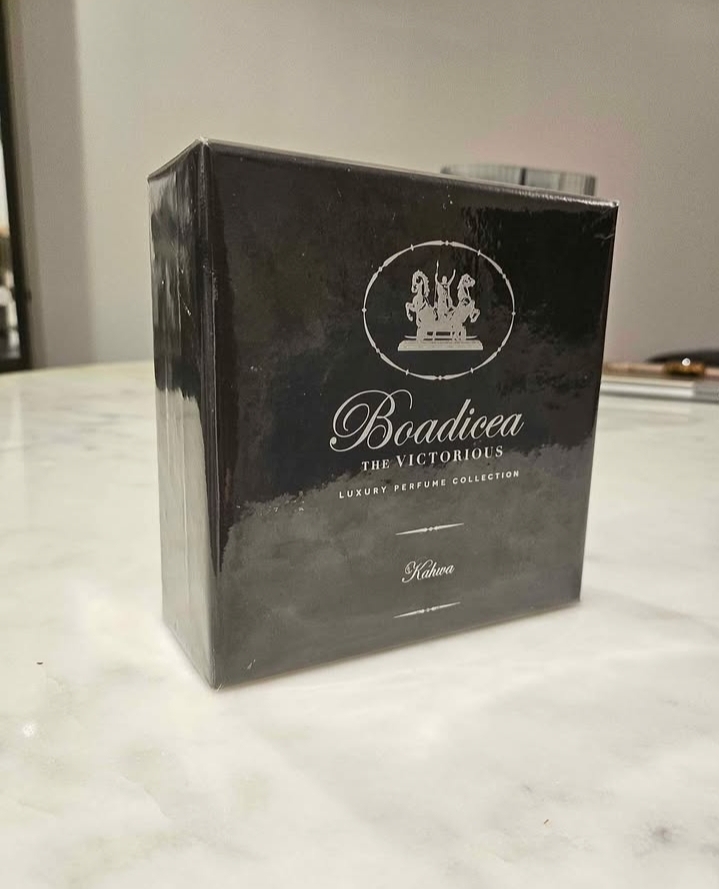 Boadicea
THE VICTORIOUS
LUXURY PERFUME COLLECTION
Kahwa